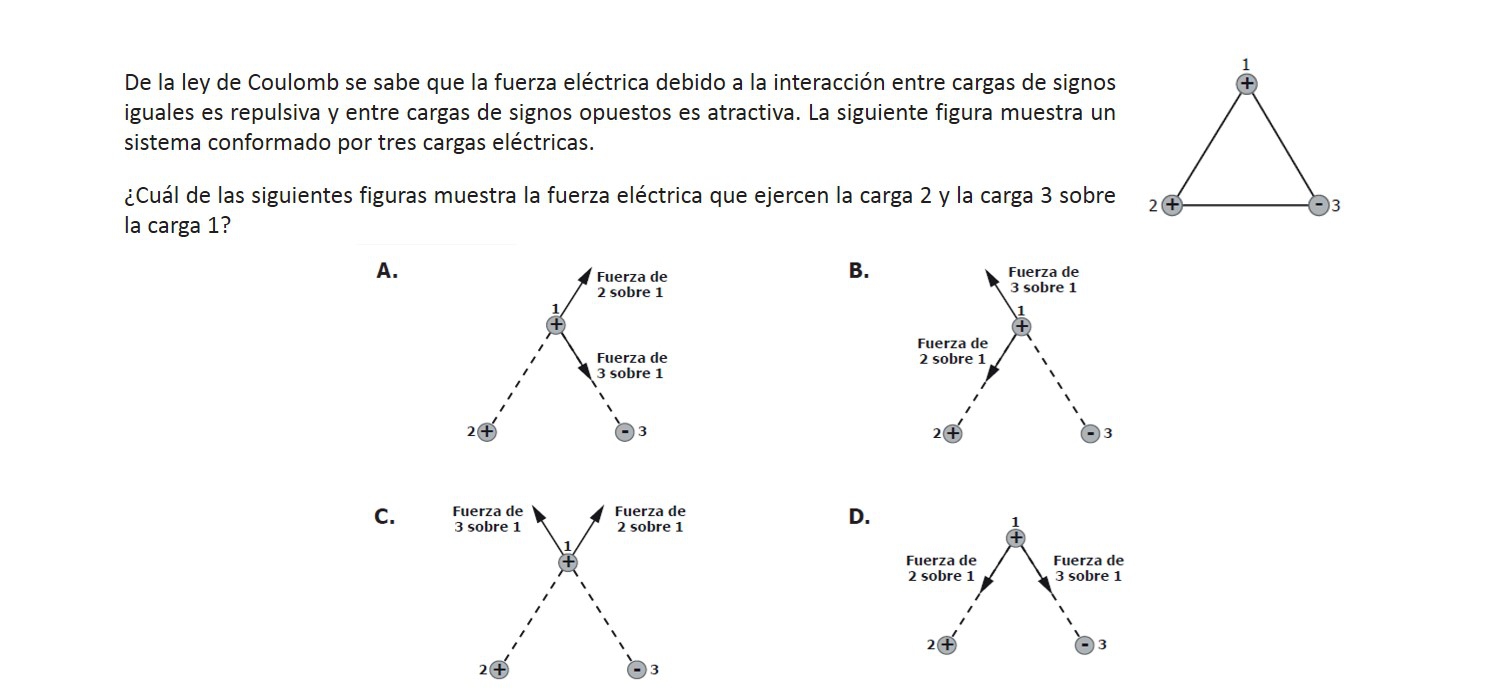 De la ley de Coulomb se sabe que la fuerza eléctrica debido a la interacción entre cargas de signos
iguales es repulsiva y entre cargas de signos opuestos es atractiva. La siguiente figura muestra un
sistema conformado por tres cargas eléctricas.
¿Cuál de las siguientes figuras muestra la fuerza eléctrica que ejercen la carga 2 y la carga 3 sobre
la carga 1?
1
+
2 + - 3
A.
Fuerza de
2 sobre 1
1
+
Fuerza de
3 sobre 1
2 + - 3
B.
Fuerza de
3 sobre 1
1
+
Fuerza de
2 sobre 1
2 + - 3
C.
Fuerza de
3 sobre 1
Fuerza de
2 sobre 1
1
+
2 + - 3
D.
1
+
Fuerza de
2 sobre 1
Fuerza de
3 sobre 1
2 + - 3